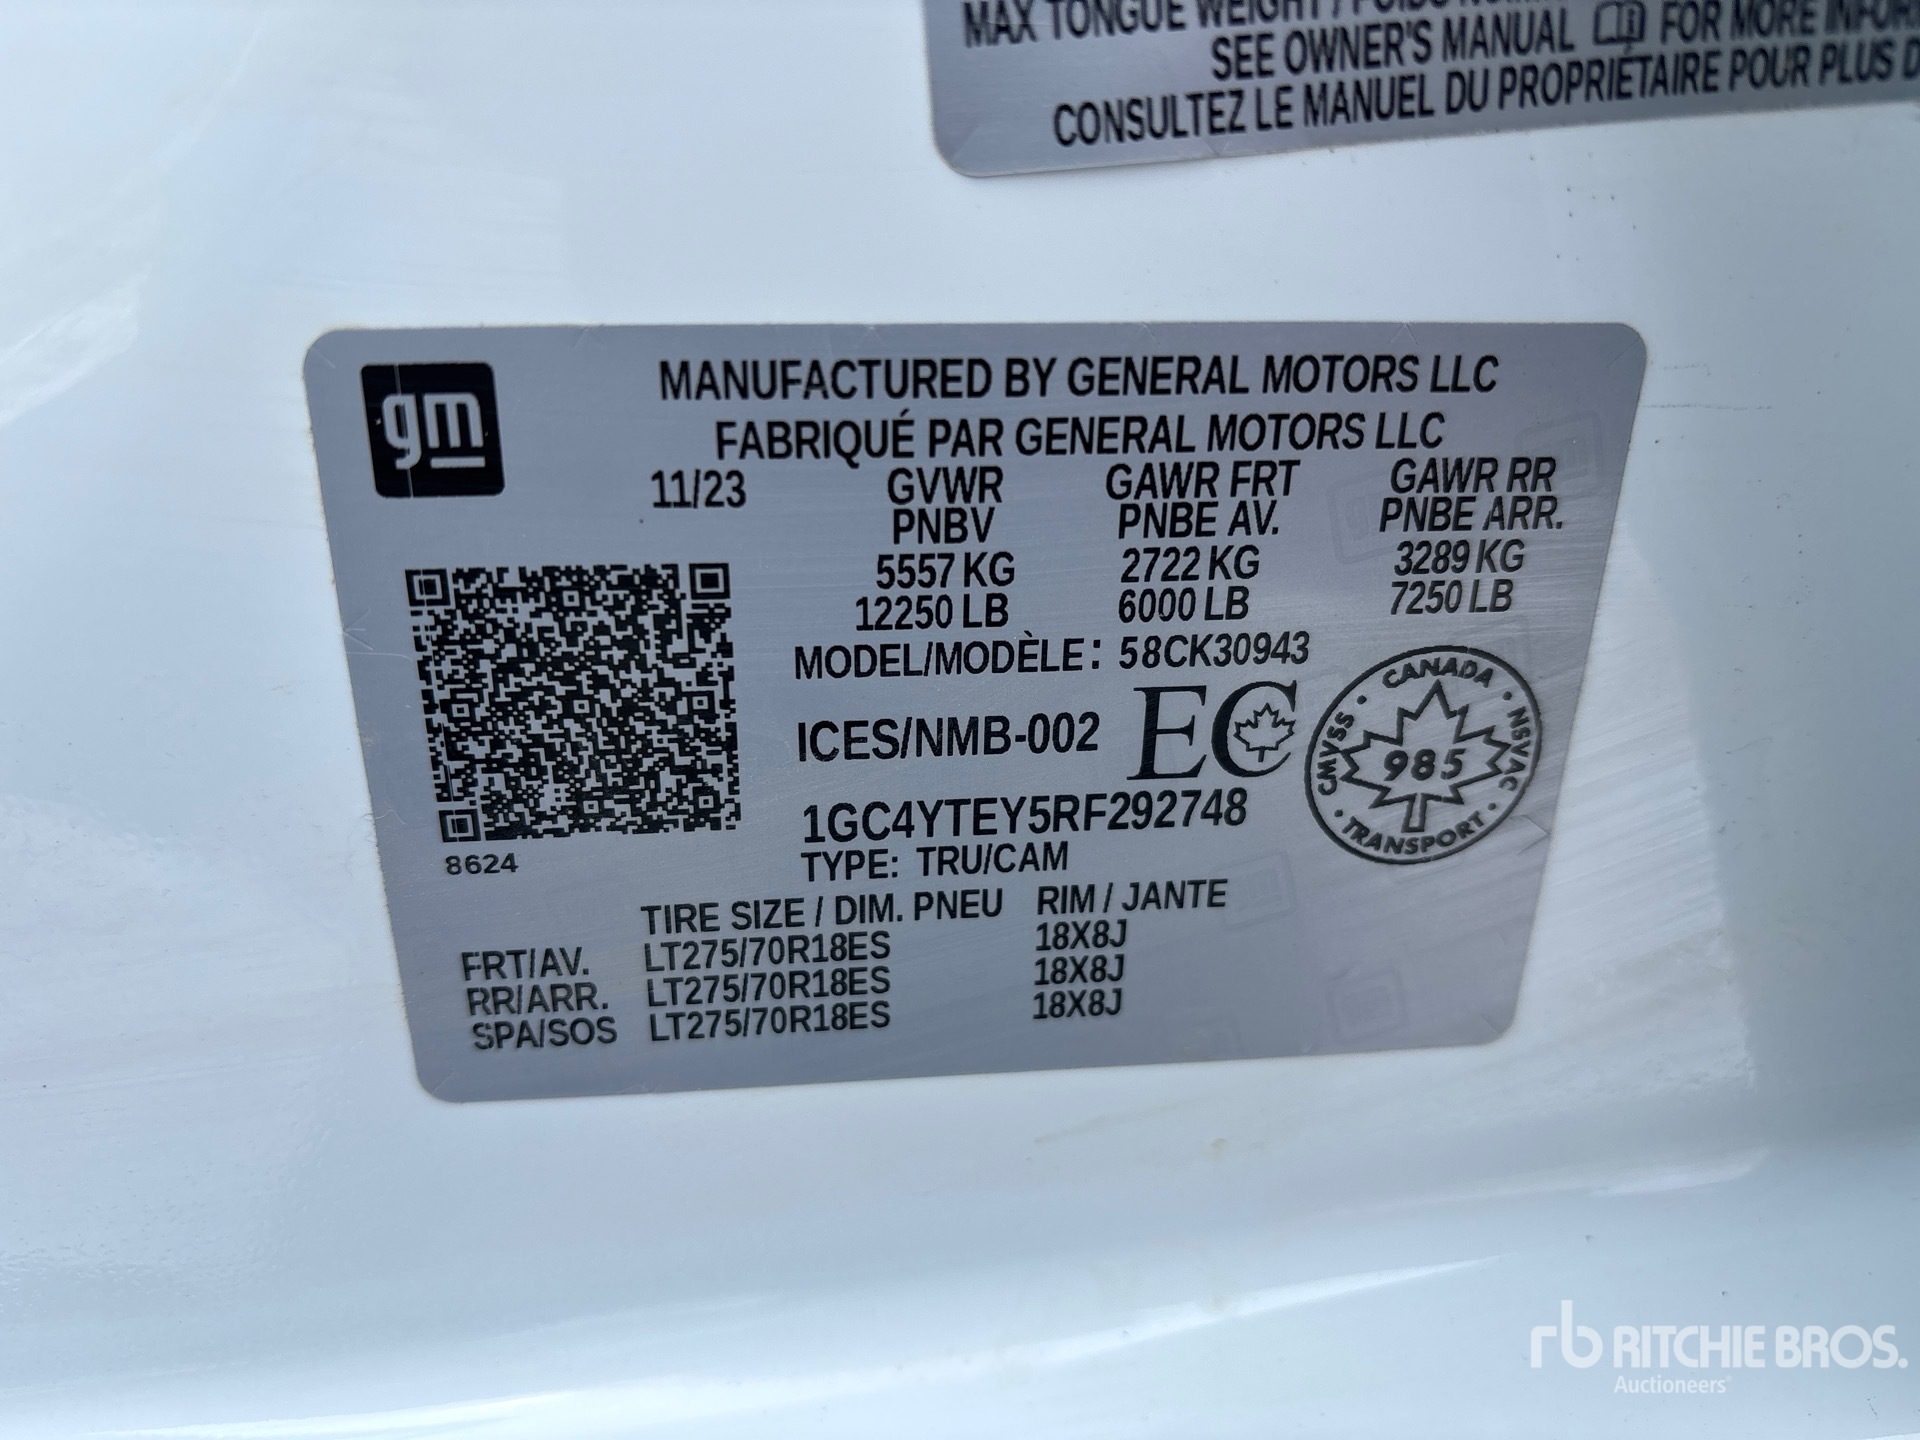 MAX TONGUE WEIGHT / POIDS
SEE OWNER'S MANUAL FOR MORE
CONSULTEZ LE MANUEL DU PROPRIÉTAIRE POUR PLUS D
gm
MANUFACTURED BY GENERAL MOTORS LLC
FABRIQUÉ PAR GENERAL MOTORS LLC
11/23 GVWR GAWR FRT GAWR RR
PNBV PNBE AV. PNBE ARR.
5557 KG 2722 KG 3289 KG
12250 LB 6000 LB 7250 LB
MODEL/MODÈLE: 58CK30943
ICES/NMB-002 EC
CANADA
CMVSS 985 NSVAC
TRANSPORT
1GC4YTEY5RF292748
8624
TYPE: TRU/CAM
TIRE SIZE / DIM. PNEU RIM / JANTE
FRT/AV. LT275/70R18ES 18X8J
RR/ARR. LT275/70R18ES 18X8J
SPA/SOS LT275/70R18ES 18X8J
rb RITCHIE BROS.
Auctioneers